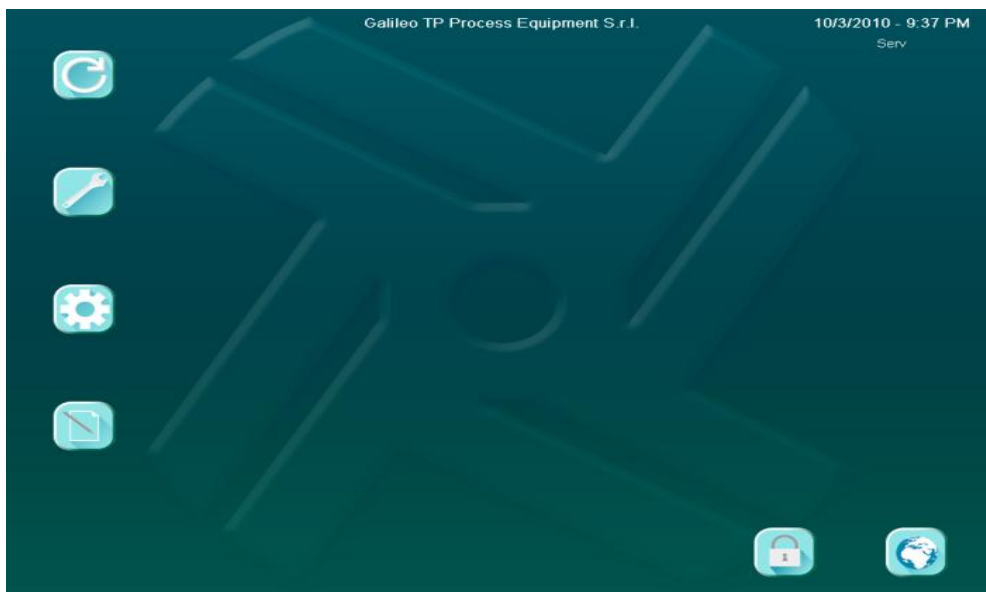 Galileo TP Process Equipment S.r.l.
10/3/2010 - 9:37 PM
Serv